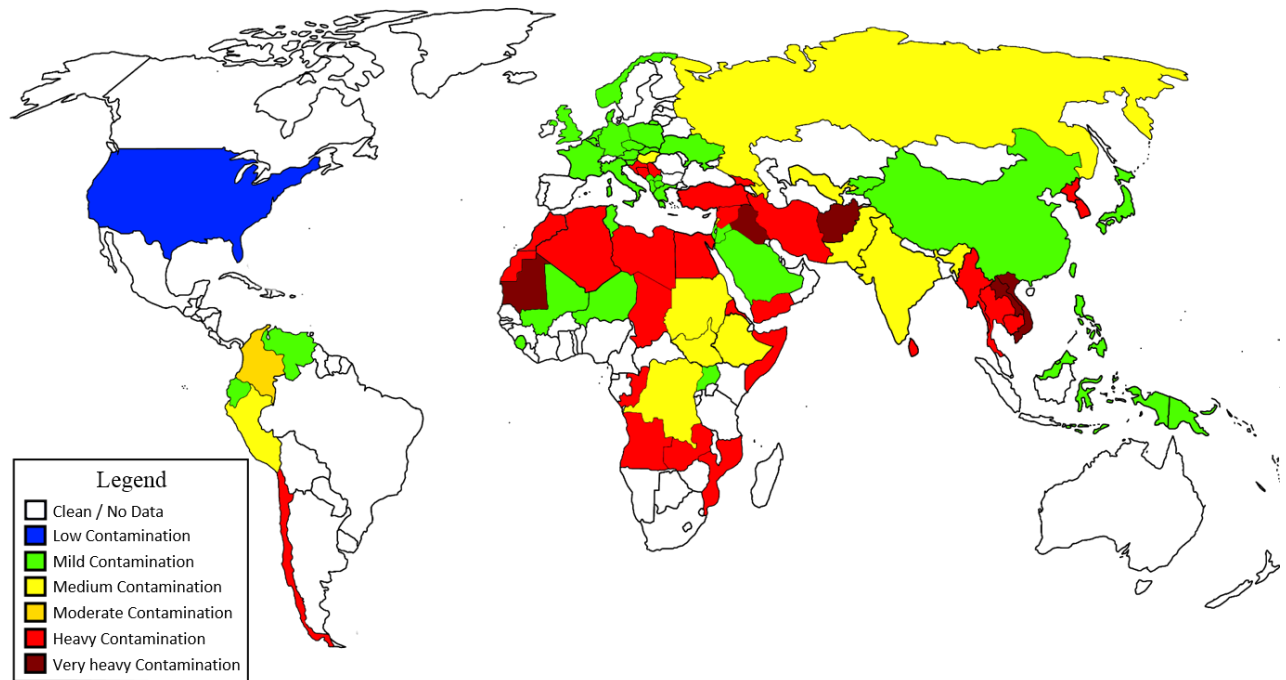 Legend
Clean / No Data
Low Contamination
Mild Contamination
Medium Contamination
Moderate Contamination
Heavy Contamination
Very heavy Contamination